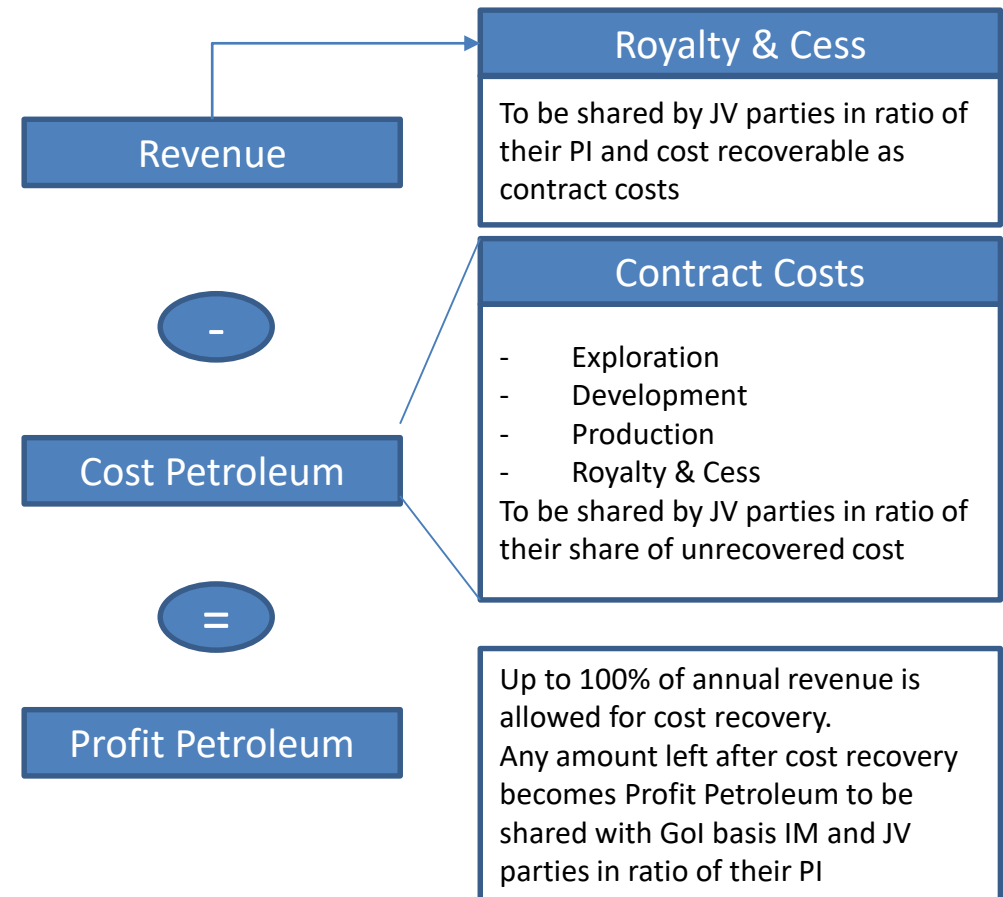 Revenue
-
Cost Petroleum
=
Profit Petroleum
Royalty & Cess
To be shared by JV parties in ratio of
their PI and cost recoverable as
contract costs
Contract Costs
- Exploration
- Development
- Production
- Royalty & Cess
To be shared by JV parties in ratio of
their share of unrecovered cost
Up to 100% of annual revenue is
allowed for cost recovery.
Any amount left after cost recovery
becomes Profit Petroleum to be
shared with GoI basis IM and JV
parties in ratio of their PI